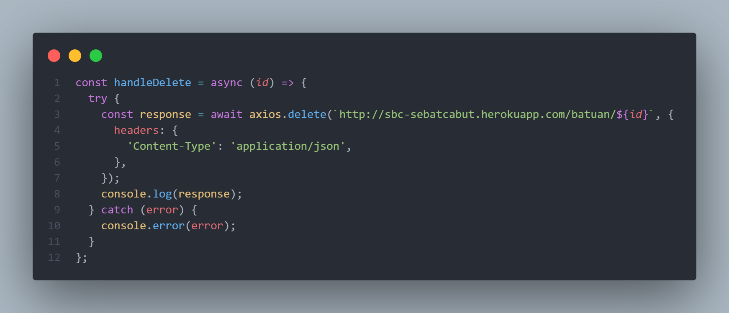 1 const handleDelete = async (id) => {
2 try {
3 const response = await axios.delete(`http://sbc-sebatcabut.herokuapp.com/batuan/${id}`, {
4 headers: {
5 'Content-Type': 'application/json',
6 },
7 });
8 console.log(response);
9 } catch (error) {
10 console.error(error);
11 }
12 };